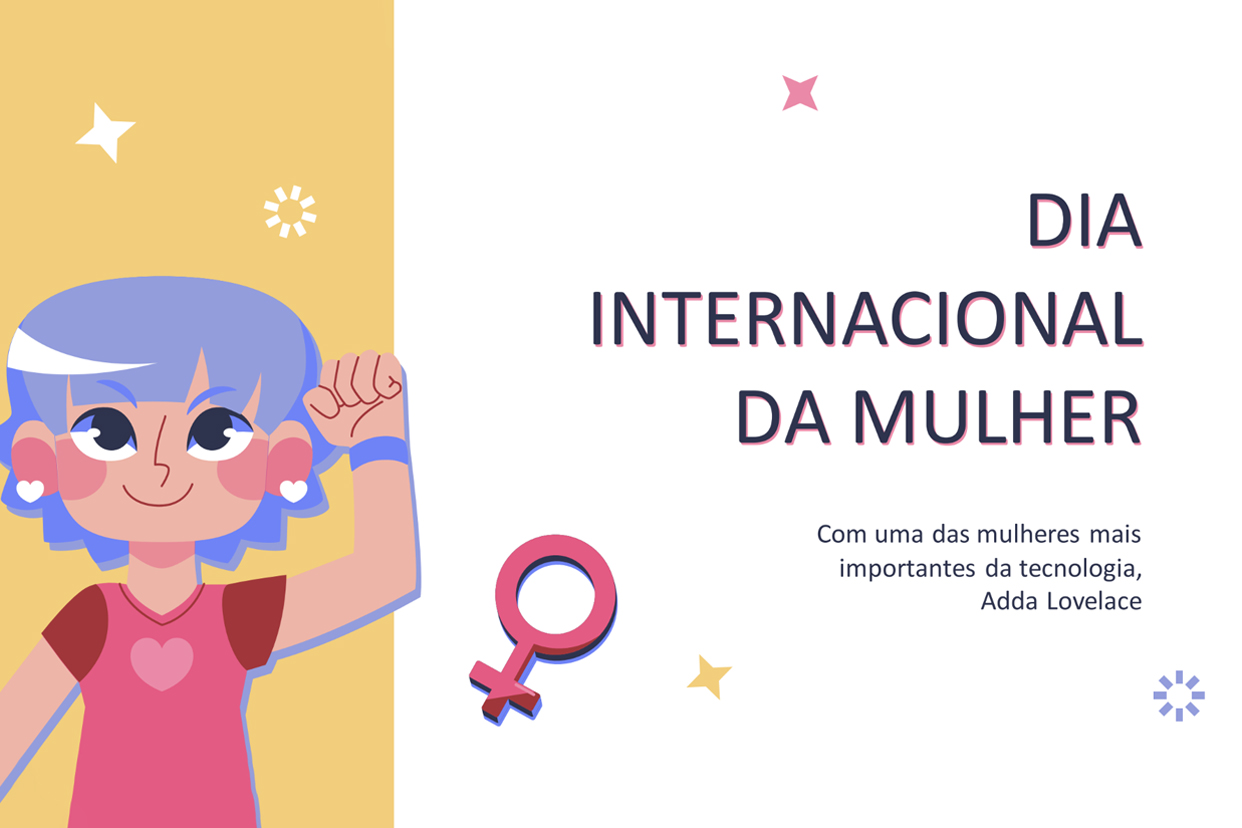 DIA
INTERNACIONAL
DA MULHER
Com uma das mulheres mais
importantes da tecnologia,
Adda Lovelace